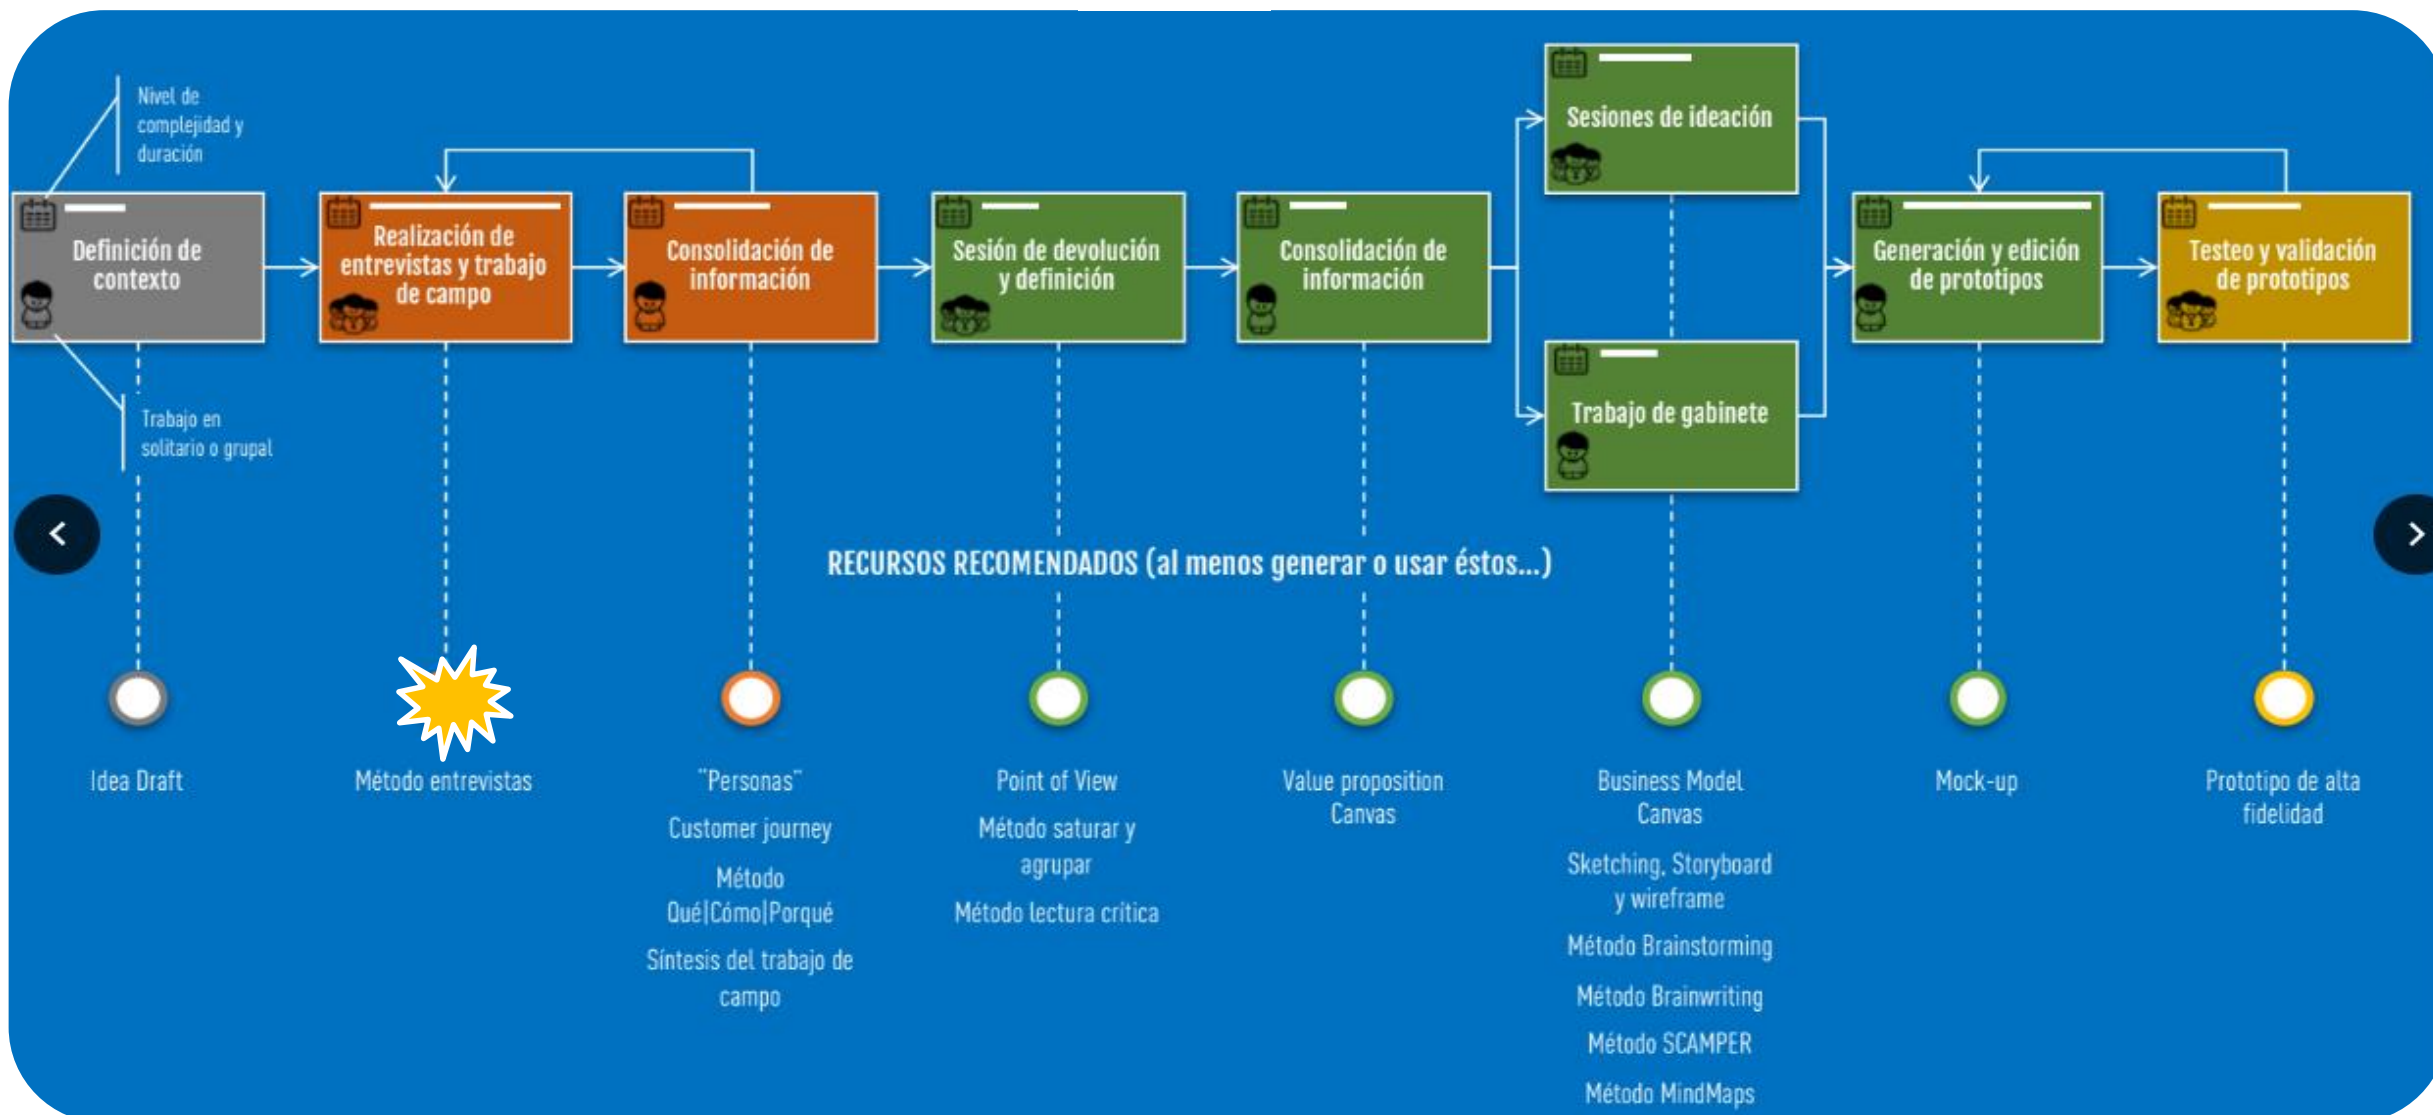 Nivel de
complejidad y
duración
Definición de
contexto
Trabajo en
solitario o grupal
Realización de
entrevistas y trabajo
de campo
Consolidación de
información
Sesión de devolución
y definición
Consolidación de
información
Sesiones de ideación
Trabajo de gabinete
Generación y edición
de prototipos
Testeo y validación
de prototipos
RECURSOS RECOMENDADOS (al menos generar o usar éstos...)
Idea Draft
Método entrevistas
"Personas"
Customer journey
Método
Qué|Cómo|Porqué
Síntesis del trabajo de
campo
Point of View
Método saturar y
agrupar
Método lectura crítica
Value proposition
Canvas
Business Model
Canvas
Sketching, Storyboard
y wireframe
Método Brainstorming
Método Brainwriting
Método SCAMPER
Método MindMaps
Mock-up
Prototipo de alta
fidelidad